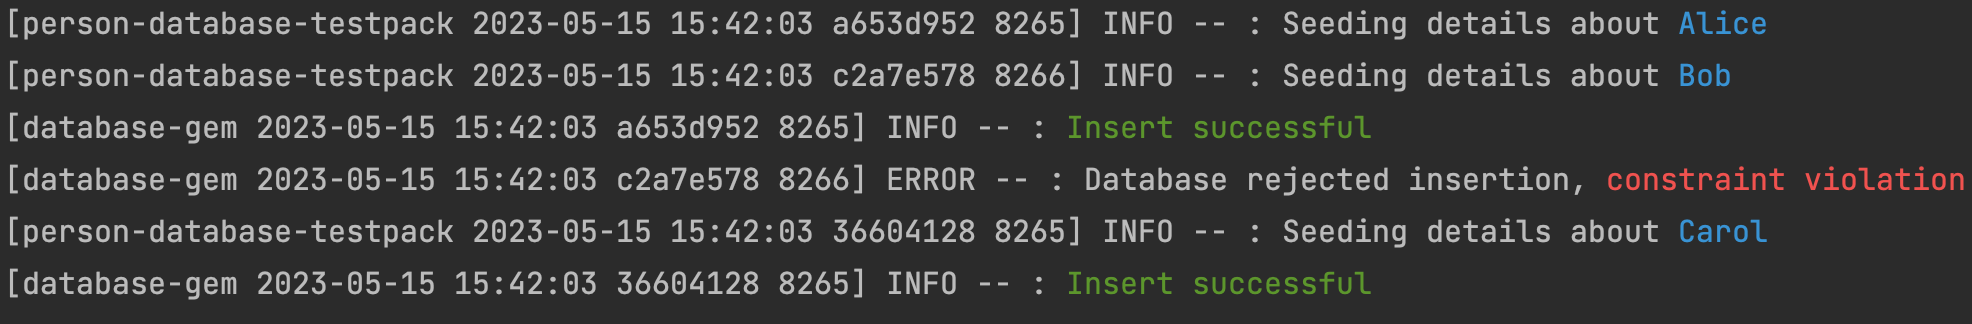 [person-database-testpack 2023-05-15 15:42:03 a653d952 8265] INFO -- : Seeding details about Alice
[person-database-testpack 2023-05-15 15:42:03 c2a7e578 8266] INFO -- : Seeding details about Bob
[database-gem 2023-05-15 15:42:03 a653d952 8265] INFO -- : Insert successful
[database-gem 2023-05-15 15:42:03 c2a7e578 8266] ERROR -- : Database rejected insertion, constraint violation
[person-database-testpack 2023-05-15 15:42:03 36604128 8265] INFO -- : Seeding details about Carol
[database-gem 2023-05-15 15:42:03 36604128 8265] INFO -- : Insert successful